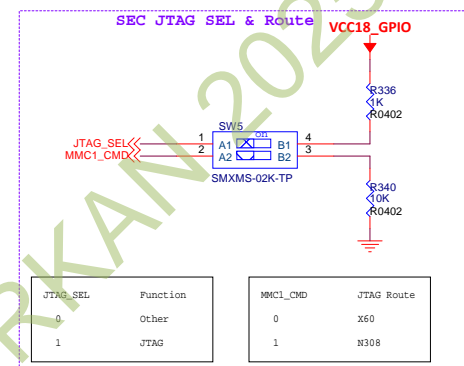 SEC JTAG SEL & Route
VCC18_GPIO
R336
1K
R0402
SW5
on
JTAG_SEL
1
A1
B1
4
MMC1_CMD
2
A2
B2
3
SMXMS-02K-TP
R340
10K
R0402
JTAG_SEL Function
0 Other
1 JTAG
MMC1_CMD JTAG Route
0 X60
1 N308
RKAN 202